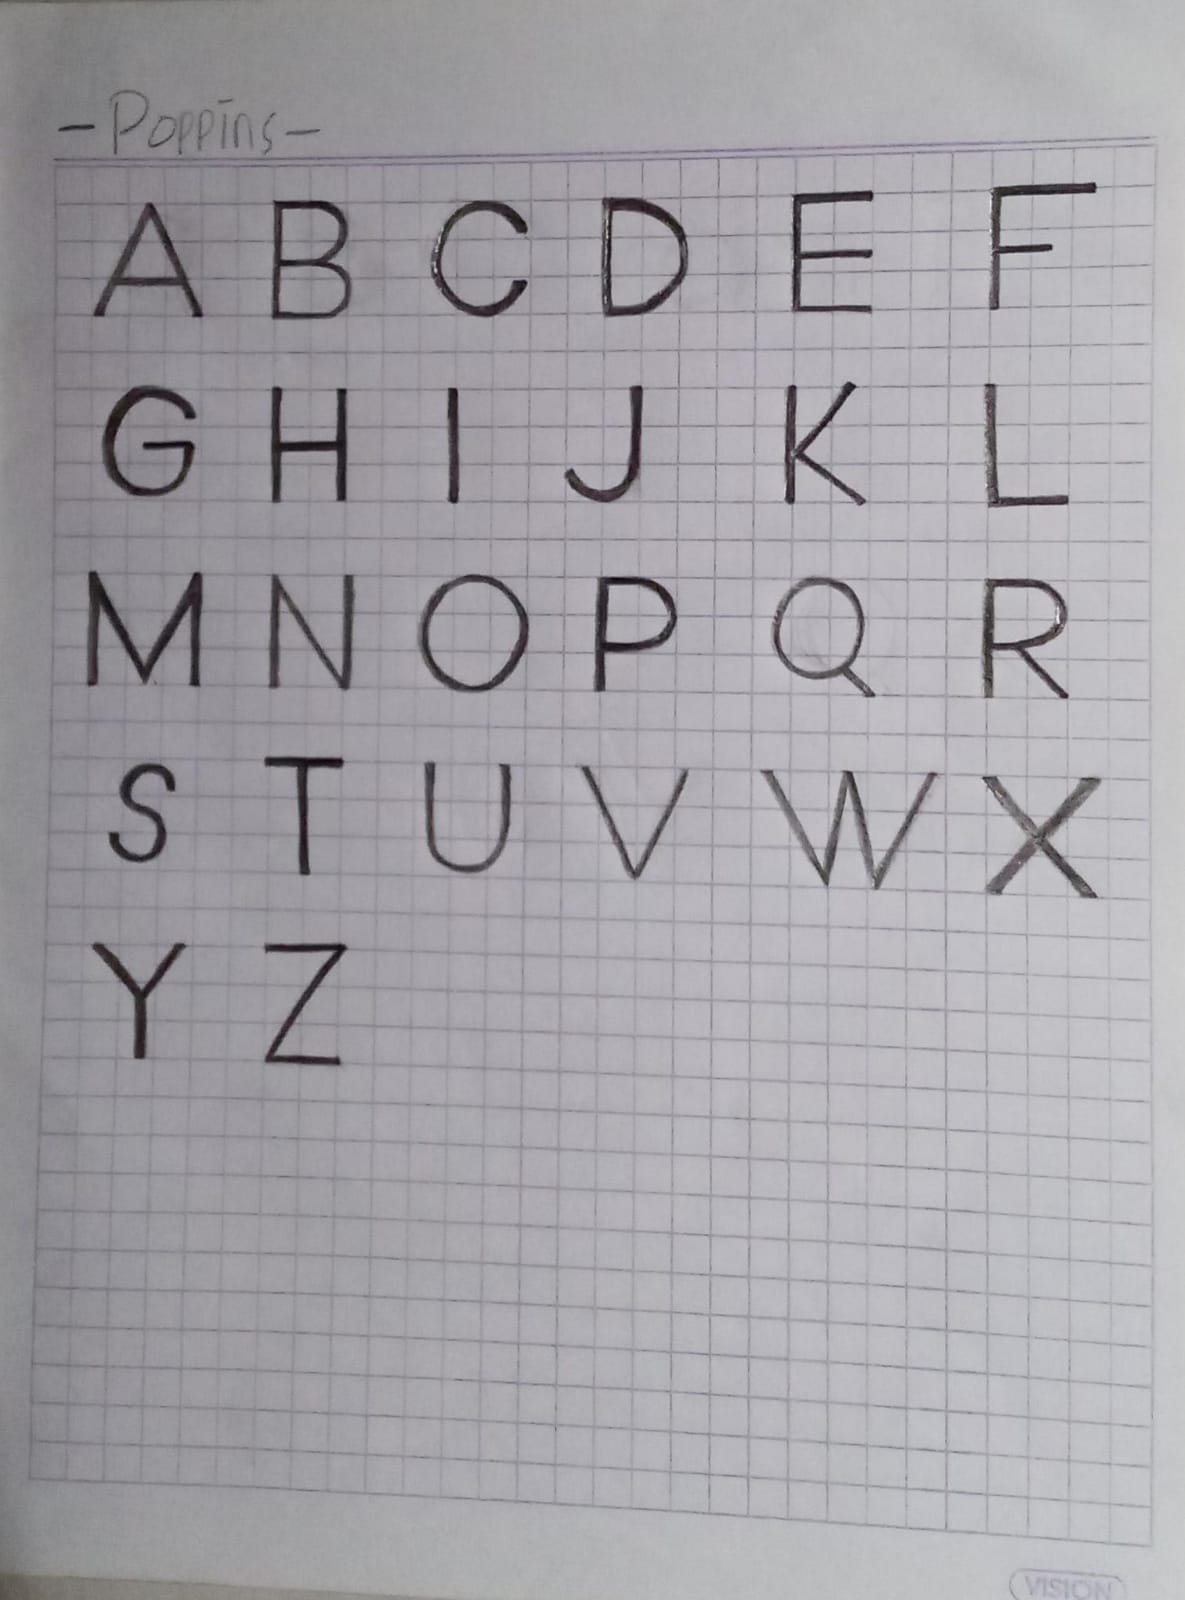 - Poppins -
A B C D E F
G H I J K L
M N O P Q R
S T U V W X
Y Z
VISION